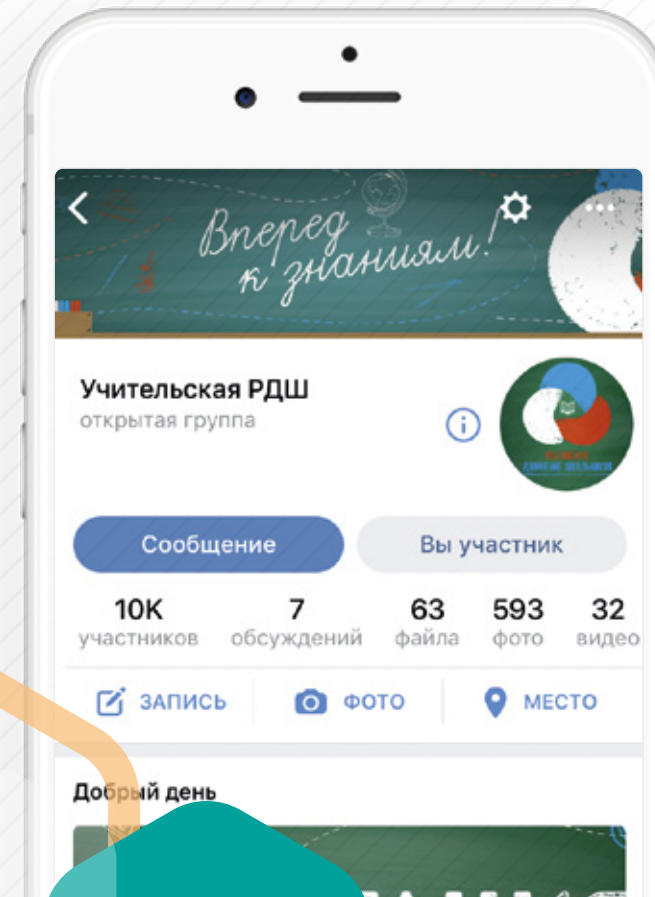 Вперед
к знаниям!
Учительская РДШ
открытая группа
Сообщение
Вы участник
10K 7 63 593 32
участников обсуждений файла фото видео
ЗАПИСЬ ФОТО МЕСТО
Добрый день